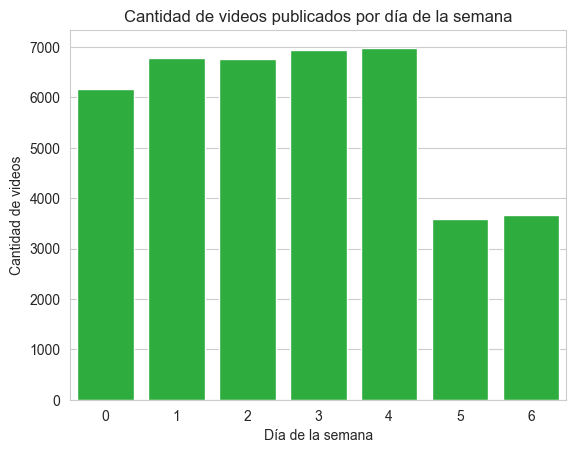 Cantidad de videos publicados por día de la semana
Cantidad de videos
7000
6000
5000
4000
3000
2000
1000
0
0 1 2 3 4 5 6
Día de la semana